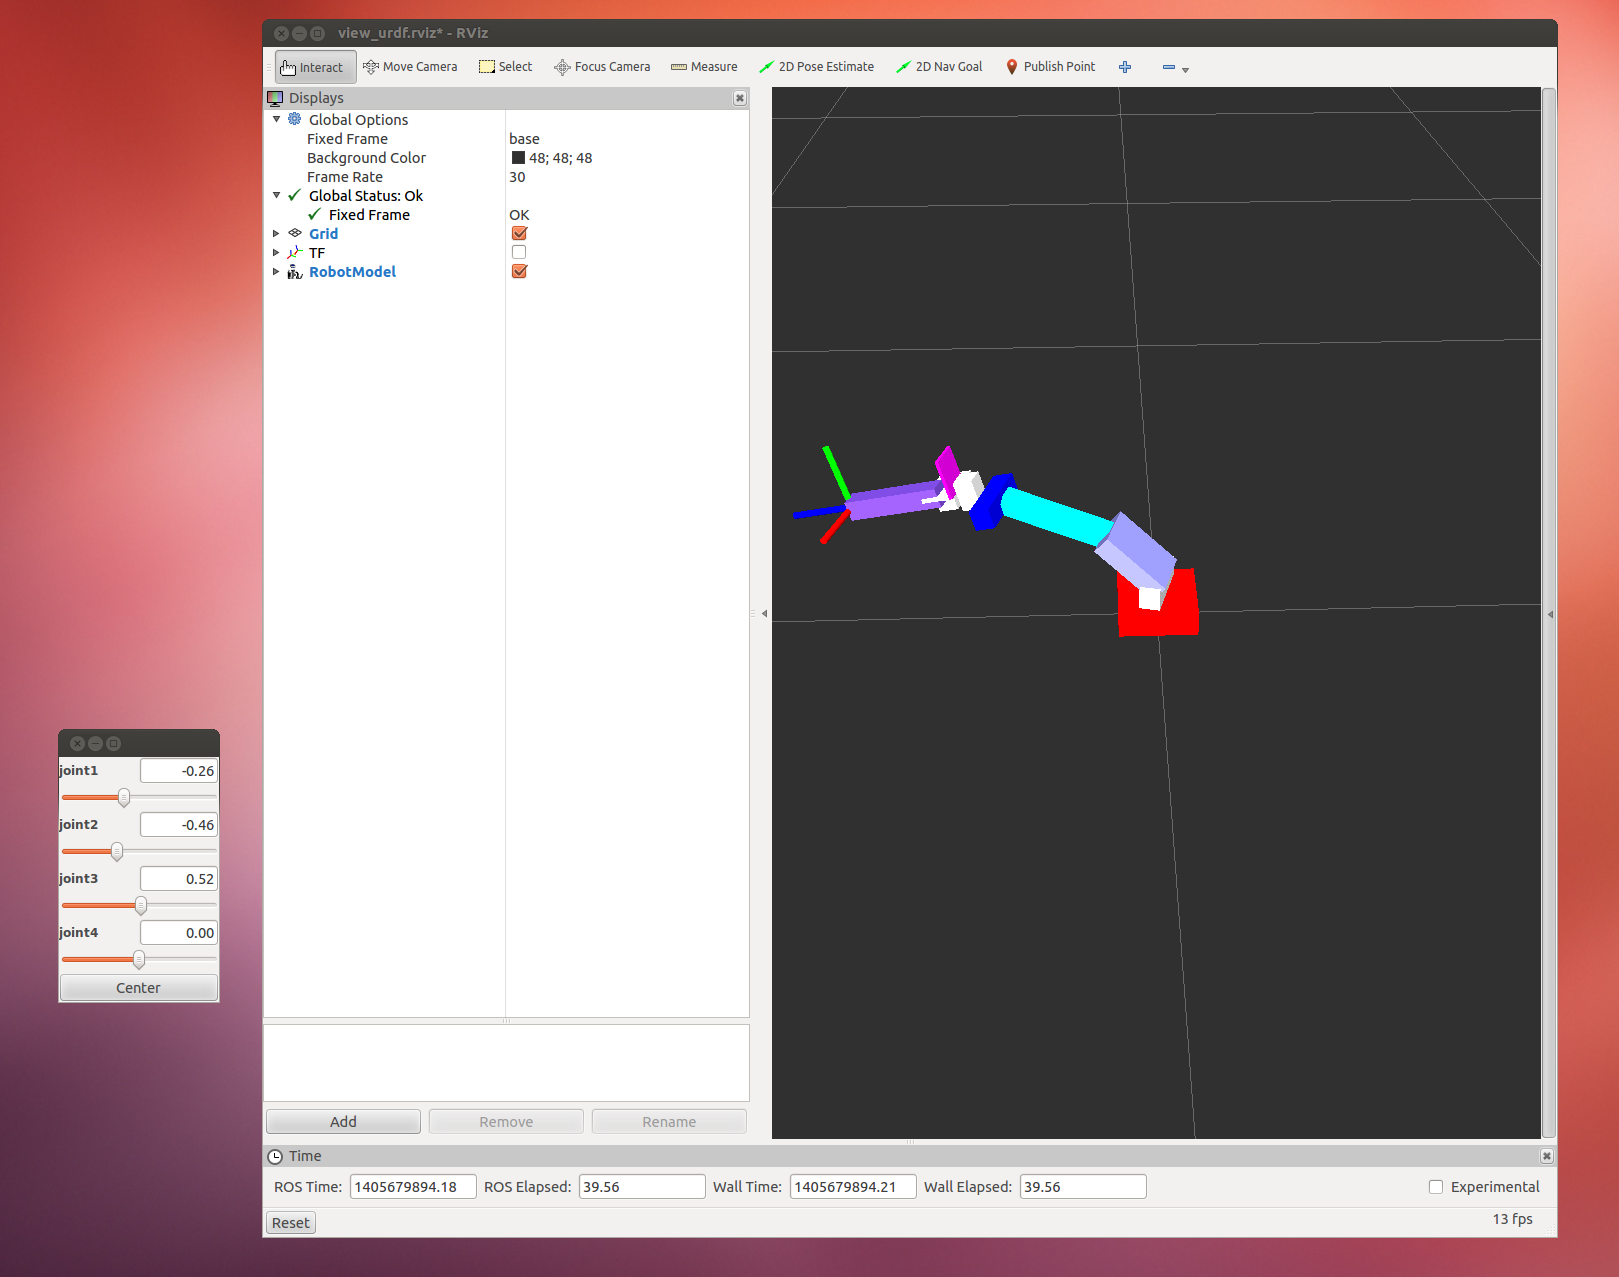 view_urdf.rviz* - RViz
Interact Move Camera Select Focus Camera Measure 2D Pose Estimate 2D Nav Goal Publish Point
Displays
Global Options
Fixed Frame base
Background Color 48; 48; 48
Frame Rate 30
Global Status: Ok
Fixed Frame OK
Grid
TF
RobotModel
joint1 -0.26
joint2 -0.46
joint3 0.52
joint4 0.00
Center
Add Remove Rename
Time
ROS Time: 1405679894.18 ROS Elapsed: 39.56 Wall Time: 1405679894.21 Wall Elapsed: 39.56 Experimental
Reset 13 fps